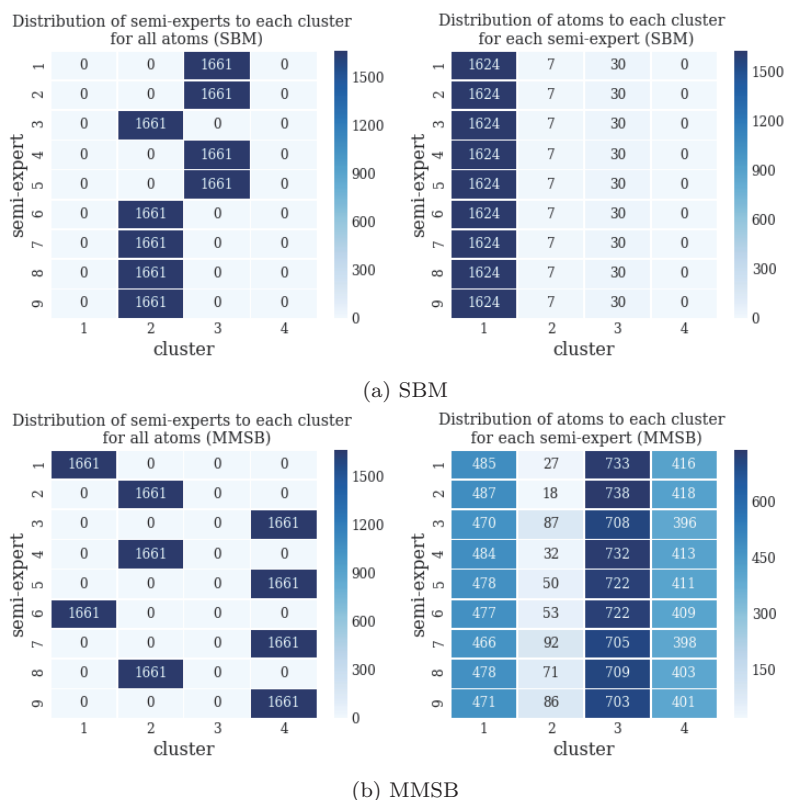 Distribution of semi-experts to each cluster
for all atoms (SBM)
semi-expert
1 0 0 1661 0
2 0 0 1661 0
3 0 1661 0 0
4 0 0 1661 0
5 0 0 1661 0
6 0 1661 0 0
7 0 1661 0 0
8 0 1661 0 0
9 0 1661 0 0
1 2 3 4
cluster
1500
1200
900
600
300
0
Distribution of atoms to each cluster
for each semi-expert (SBM)
semi-expert
1 1624 7 30 0
2 1624 7 30 0
3 1624 7 30 0
4 1624 7 30 0
5 1624 7 30 0
6 1624 7 30 0
7 1624 7 30 0
8 1624 7 30 0
9 1624 7 30 0
1 2 3 4
cluster
1500
1200
900
600
300
0
(a) SBM
Distribution of semi-experts to each cluster
for all atoms (MMSB)
semi-expert
1 1661 0 0 0
2 0 1661 0 0
3 0 0 0 1661
4 0 1661 0 0
5 0 0 0 1661
6 1661 0 0 0
7 0 0 0 1661
8 0 1661 0 0
9 0 0 0 1661
1 2 3 4
cluster
1500
1200
900
600
300
0
Distribution of atoms to each cluster
for each semi-expert (MMSB)
semi-expert
1 485 27 733 416
2 487 18 738 418
3 470 87 708 396
4 484 32 732 413
5 478 50 722 411
6 477 53 722 409
7 466 92 705 398
8 478 71 709 403
9 471 86 703 401
1 2 3 4
cluster
600
450
300
150
(b) MMSB